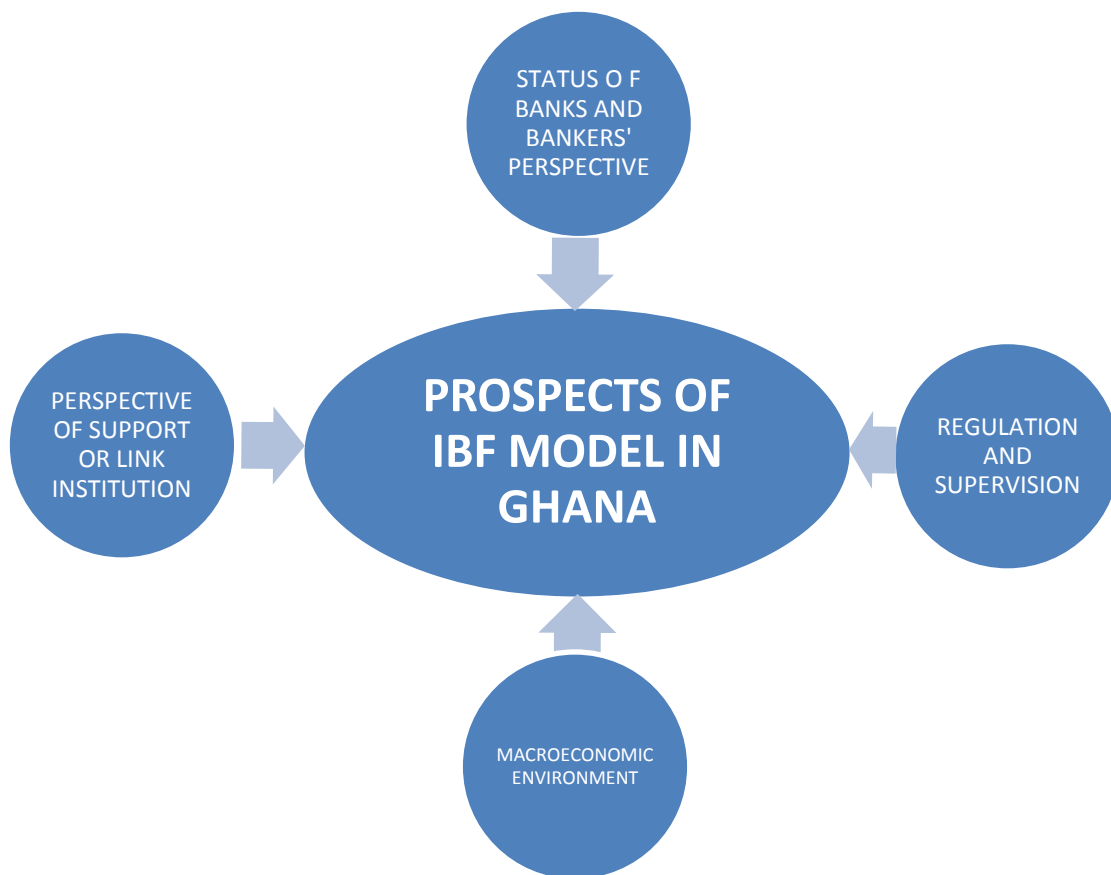 STATUS O F
BANKS AND
BANKERS'
PERSPECTIVE
PERSPECTIVE
OF SUPPORT
OR LINK
INSTITUTION
PROSPECTS OF
IBF MODEL IN
GHANA
REGULATION
AND
SUPERVISION
MACROECONOMIC
ENVIRONMENT